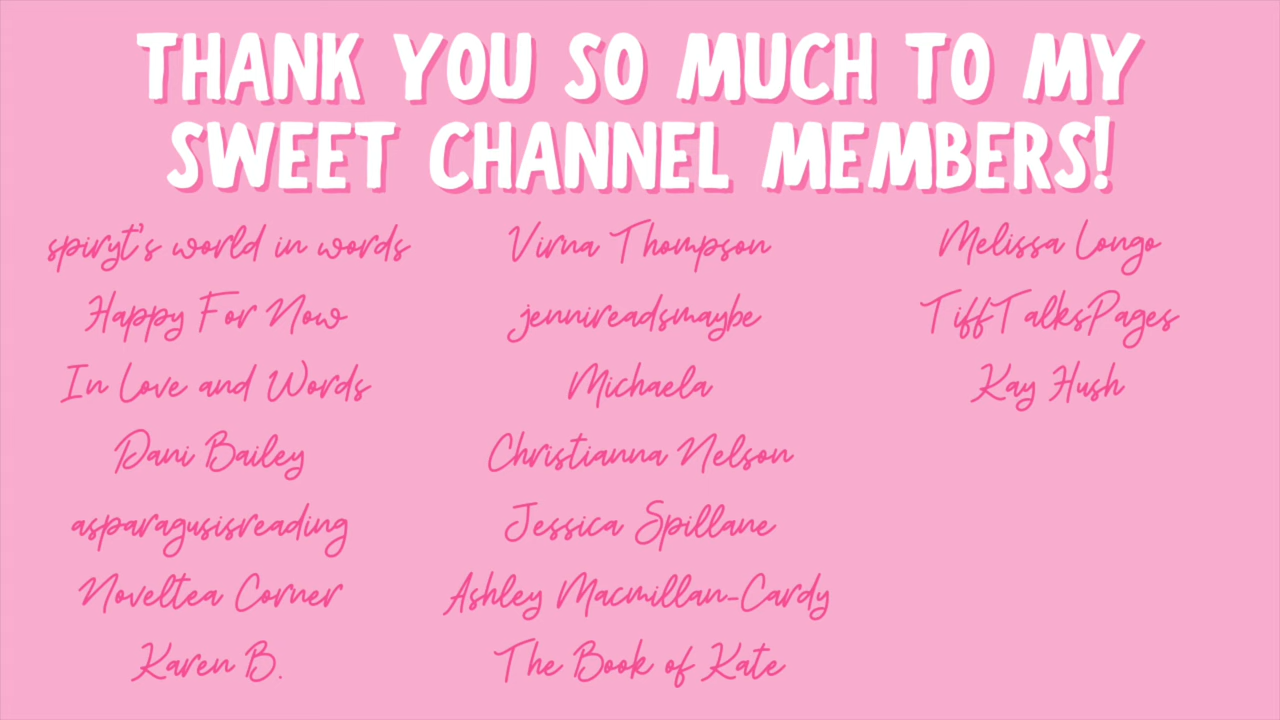 THANK YOU SO MUCH TO MY
SWEET CHANNEL MEMBERS!
spiryt's world in words
Happy For Now
In Love and Words
Dani Bailey
asparagusisreading
Noveltea Corner
Karen B.
Virna Thompson
jennireadsmaybe
Michaela
Christianna Nelson
Jessica Spillane
Ashley Macmillan-Cardy
The Book of Kate
Melissa Longo
TiffTalksPages
Kay Hush